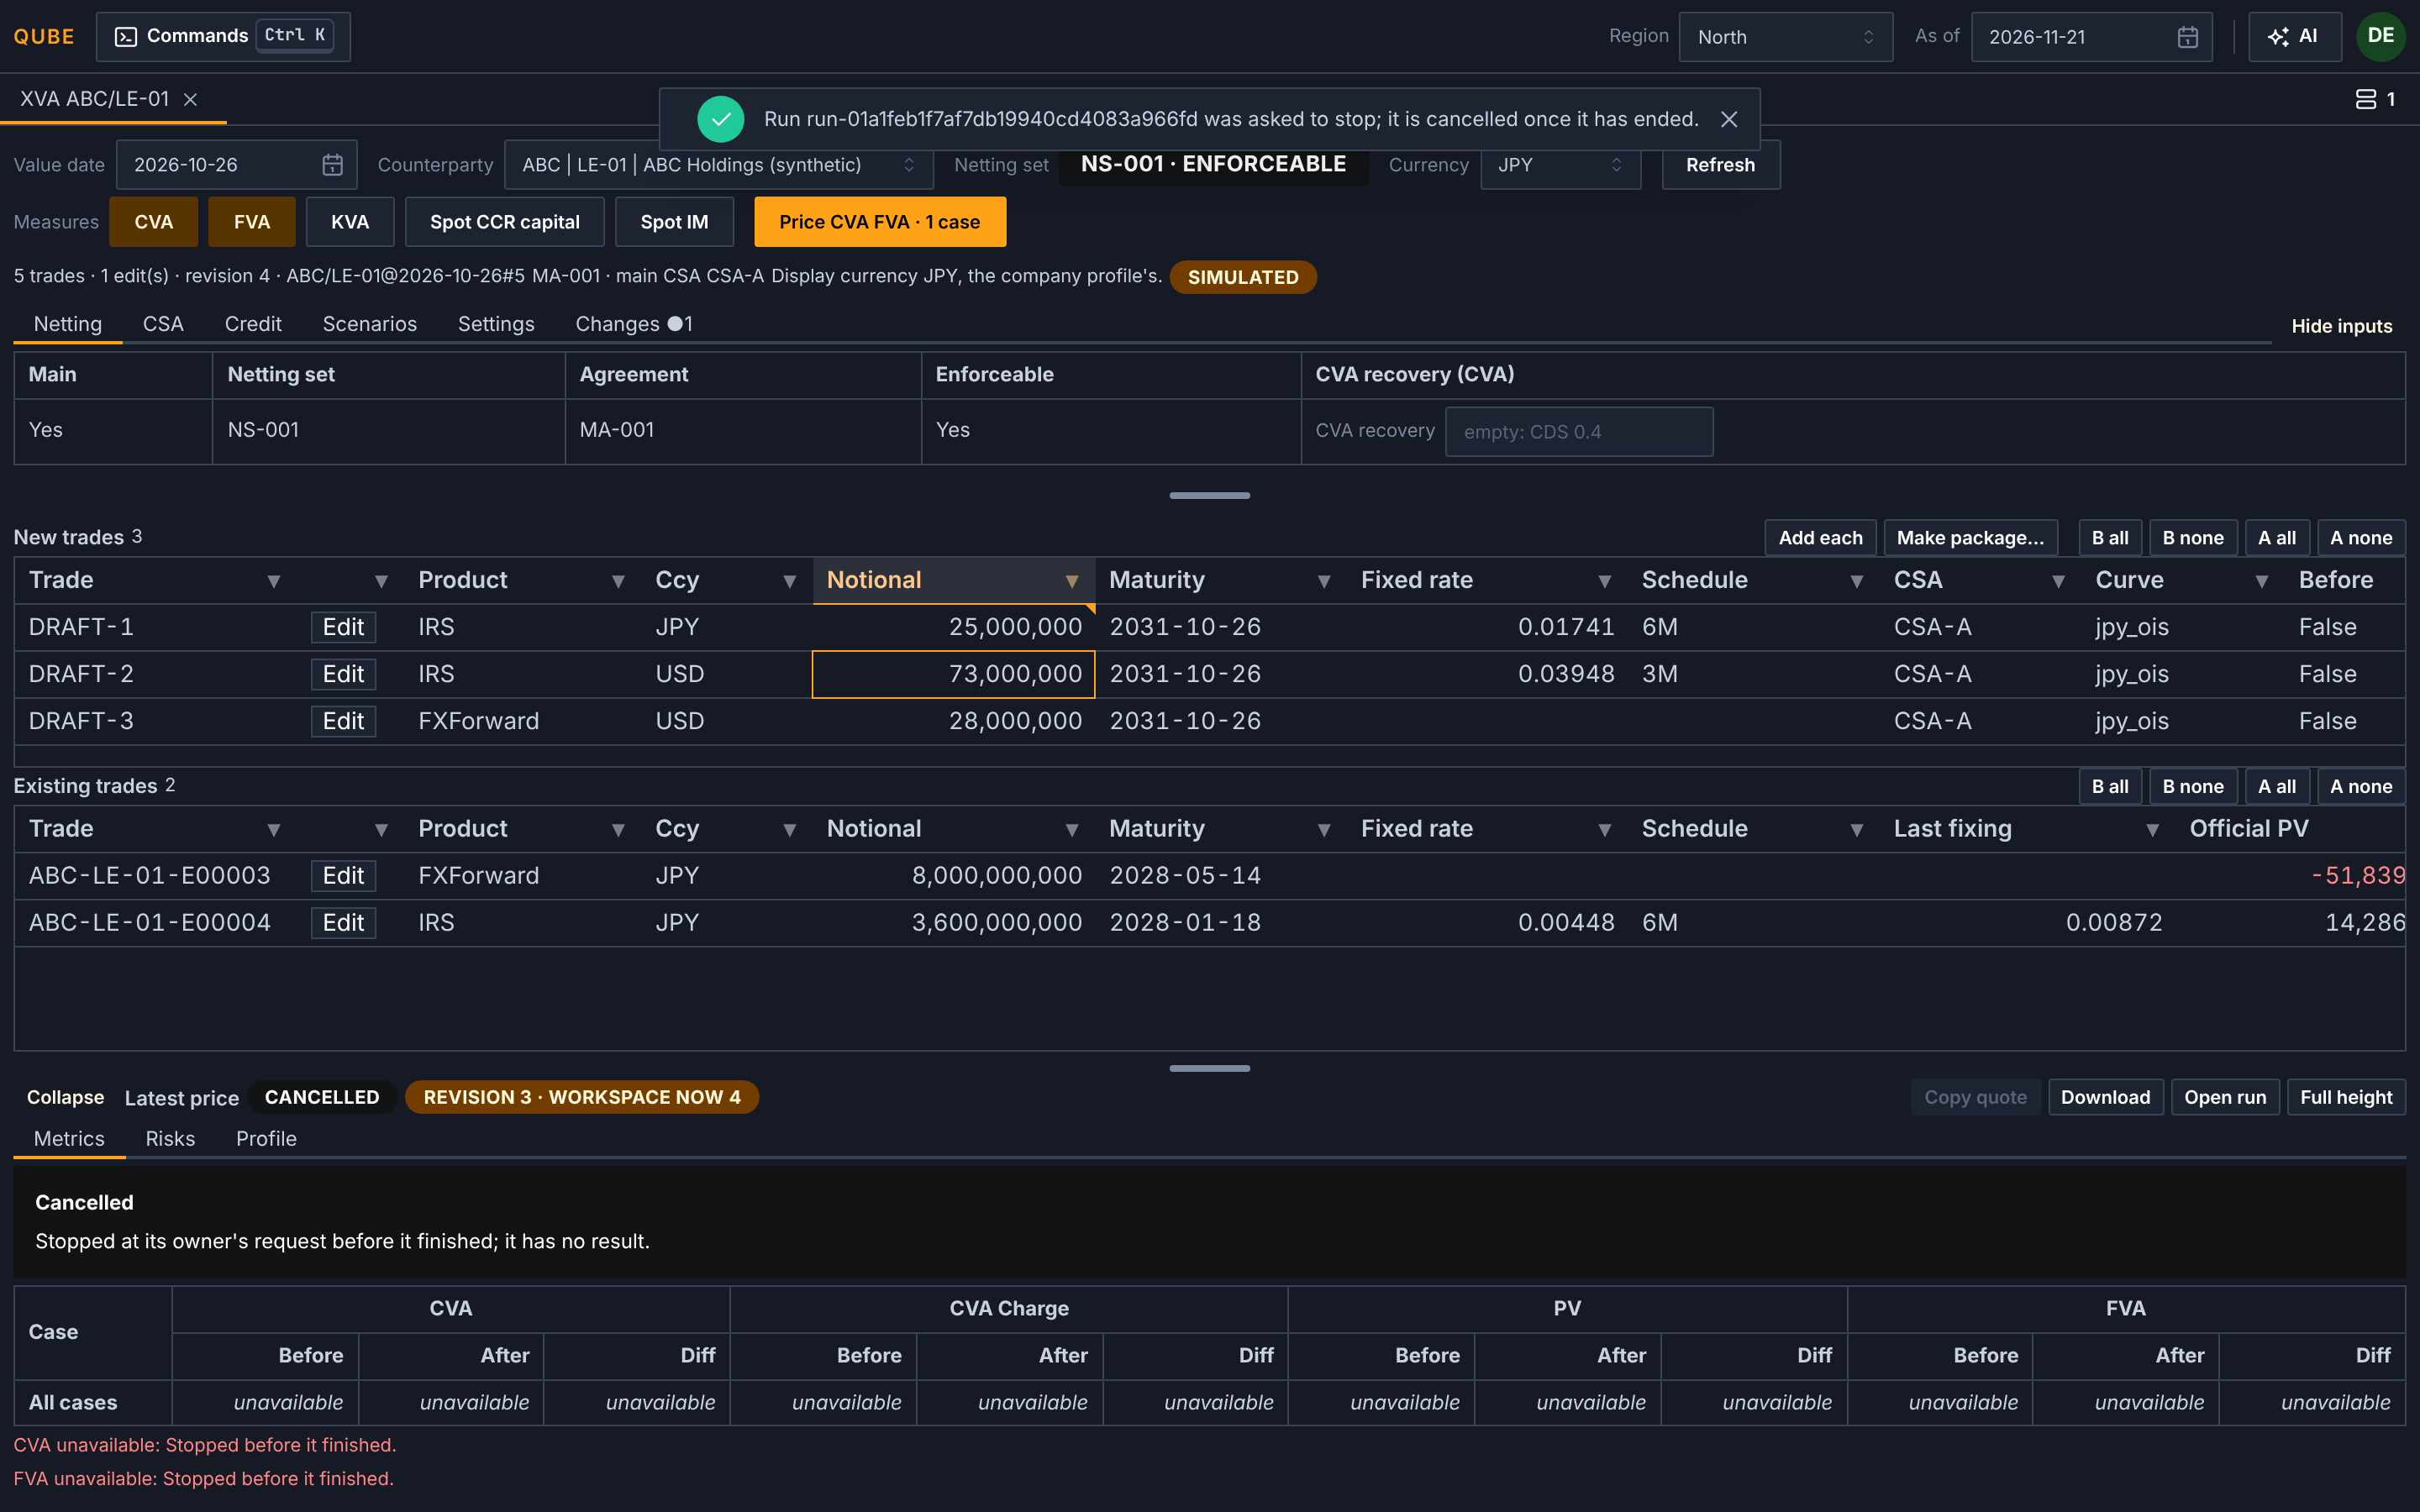 QUBE Commands Ctrl K Region North As of 2026-11-21 AI DE
XVA ABC/LE-01 1
Run run-01a1feb1f7af7db19940cd4083a966fd was asked to stop; it is cancelled once it has ended.
Value date 2026-10-26 Counterparty ABC | LE-01 | ABC Holdings (synthetic) Netting set NS-001 · ENFORCEABLE Currency JPY Refresh
Measures CVA FVA KVA Spot CCR capital Spot IM Price CVA FVA · 1 case
5 trades · 1 edit(s) · revision 4 · ABC/LE-01@2026-10-26#5 MA-001 · main CSA CSA-A Display currency JPY, the company profile's. SIMULATED
Netting CSA Credit Scenarios Settings Changes 1 Hide inputs
Main Netting set Agreement Enforceable CVA recovery (CVA)
Yes NS-001 MA-001 Yes CVA recovery empty: CDS 0.4
New trades 3 Add each Make package... B all B none A all A none
Trade Product Ccy Notional Maturity Fixed rate Schedule CSA Curve Before
DRAFT-1 Edit IRS JPY 25,000,000 2031-10-26 0.01741 6M CSA-A jpy_ois False
DRAFT-2 Edit IRS USD 73,000,000 2031-10-26 0.03948 3M CSA-A jpy_ois False
DRAFT-3 Edit FXForward USD 28,000,000 2031-10-26 CSA-A jpy_ois False
Existing trades 2 B all B none A all A none
Trade Product Ccy Notional Maturity Fixed rate Schedule Last fixing Official PV
ABC-LE-01-E00003 Edit FXForward JPY 8,000,000,000 2028-05-14 -51,839
ABC-LE-01-E00004 Edit IRS JPY 3,600,000,000 2028-01-18 0.00448 6M 0.00872 14,286
Collapse Latest price CANCELLED REVISION 3 · WORKSPACE NOW 4 Copy quote Download Open run Full height
Metrics Risks Profile
Cancelled
Stopped at its owner's request before it finished; it has no result.
Case CVA CVA Charge PV FVA
Before After Diff Before After Diff Before After Diff Before After Diff
All cases unavailable unavailable unavailable unavailable unavailable unavailable unavailable unavailable unavailable unavailable unavailable unavailable
CVA unavailable: Stopped before it finished.
FVA unavailable: Stopped before it finished.